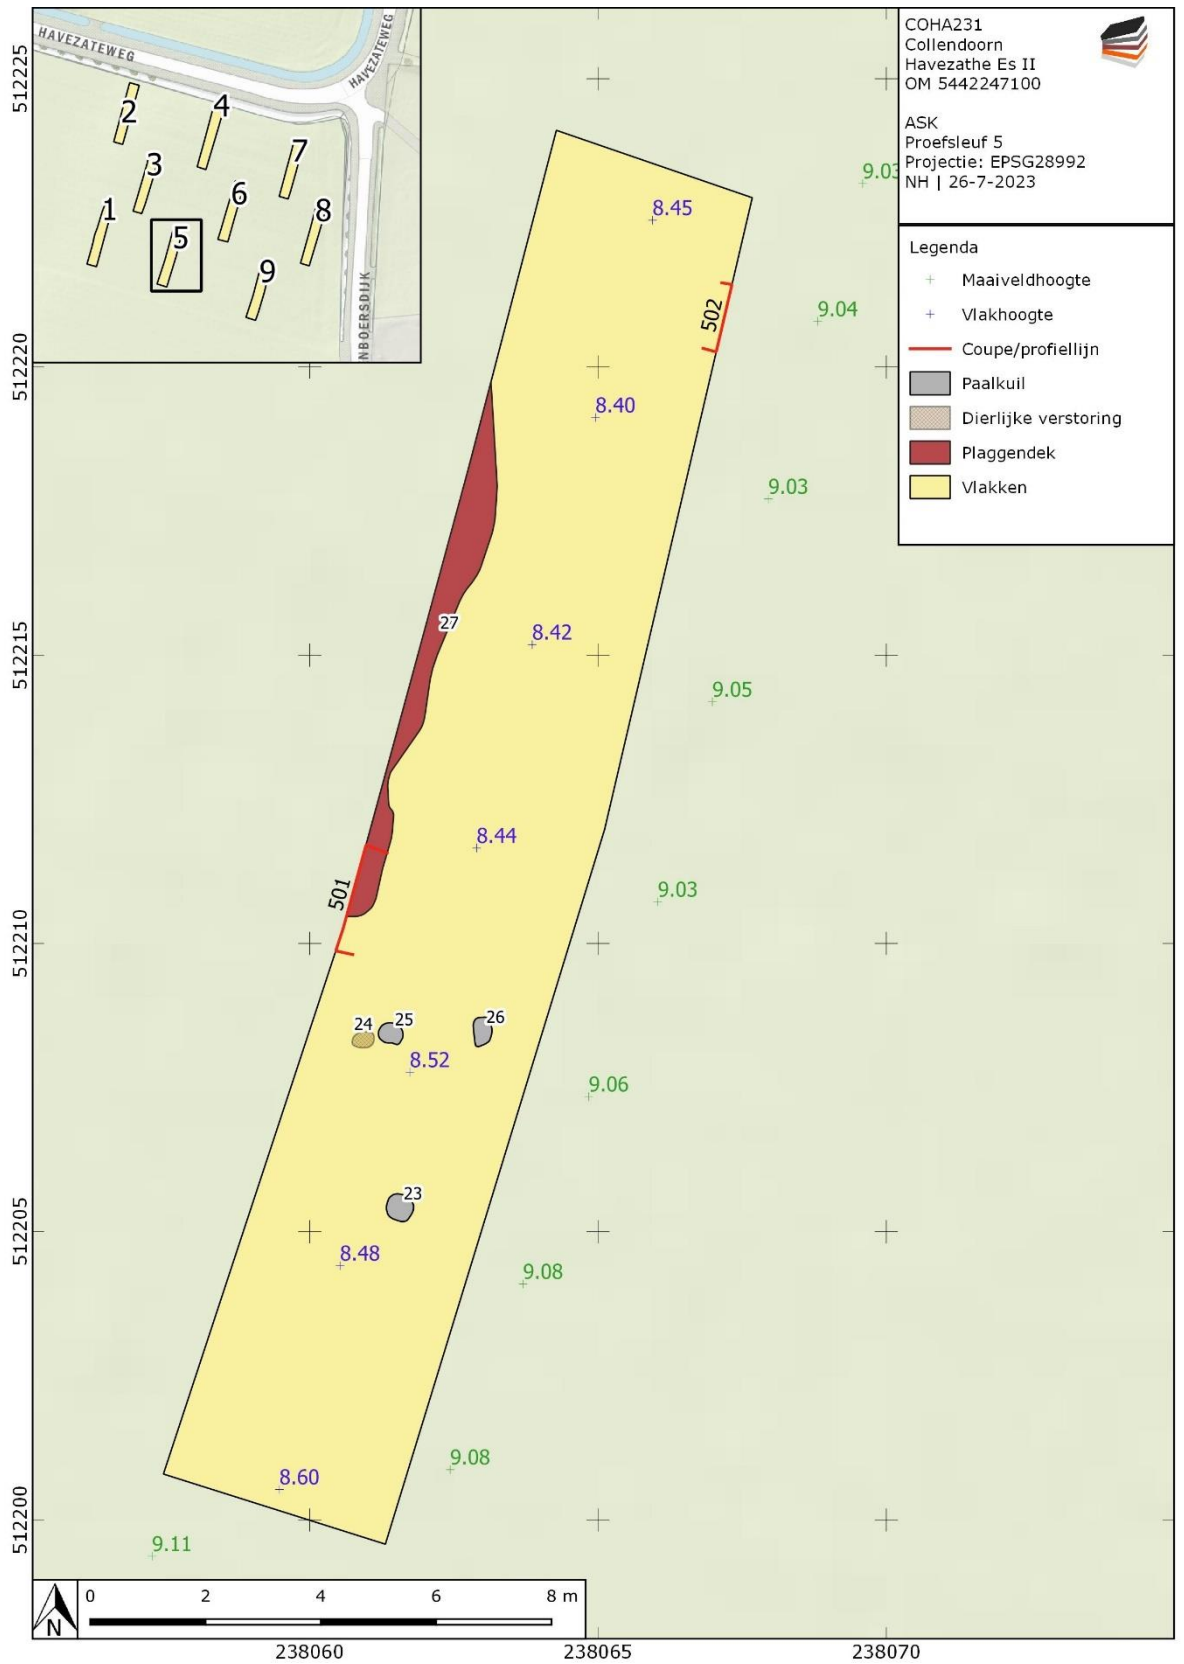 COHA231
Collendoorn
Havezathe Es II
OM 5442247100
ASK
Proefsleuf 5
Projectie: EPSG28992
NH | 26-7-2023
Legenda
Maaiveldhoogte
Vlakhoogte
Coupe/profiellijn
Paalkuil
Dierlijke verstoring
Plaggendek
Vlakken
HAVEZATEWEG
HAVEZATEWEG
NBOERSDIJK
2
4
3
7
6
1
8
5
9
512225
512220
512215
512210
512205
512200
9.03
8.45
502
9.04
8.40
9.03
27
8.42
9.05
8.44
501
9.03
24
25
26
8.52
9.06
23
8.48
9.08
8.60
9.08
9.11
N
0 2 4 6 8 m
238060 238065 238070